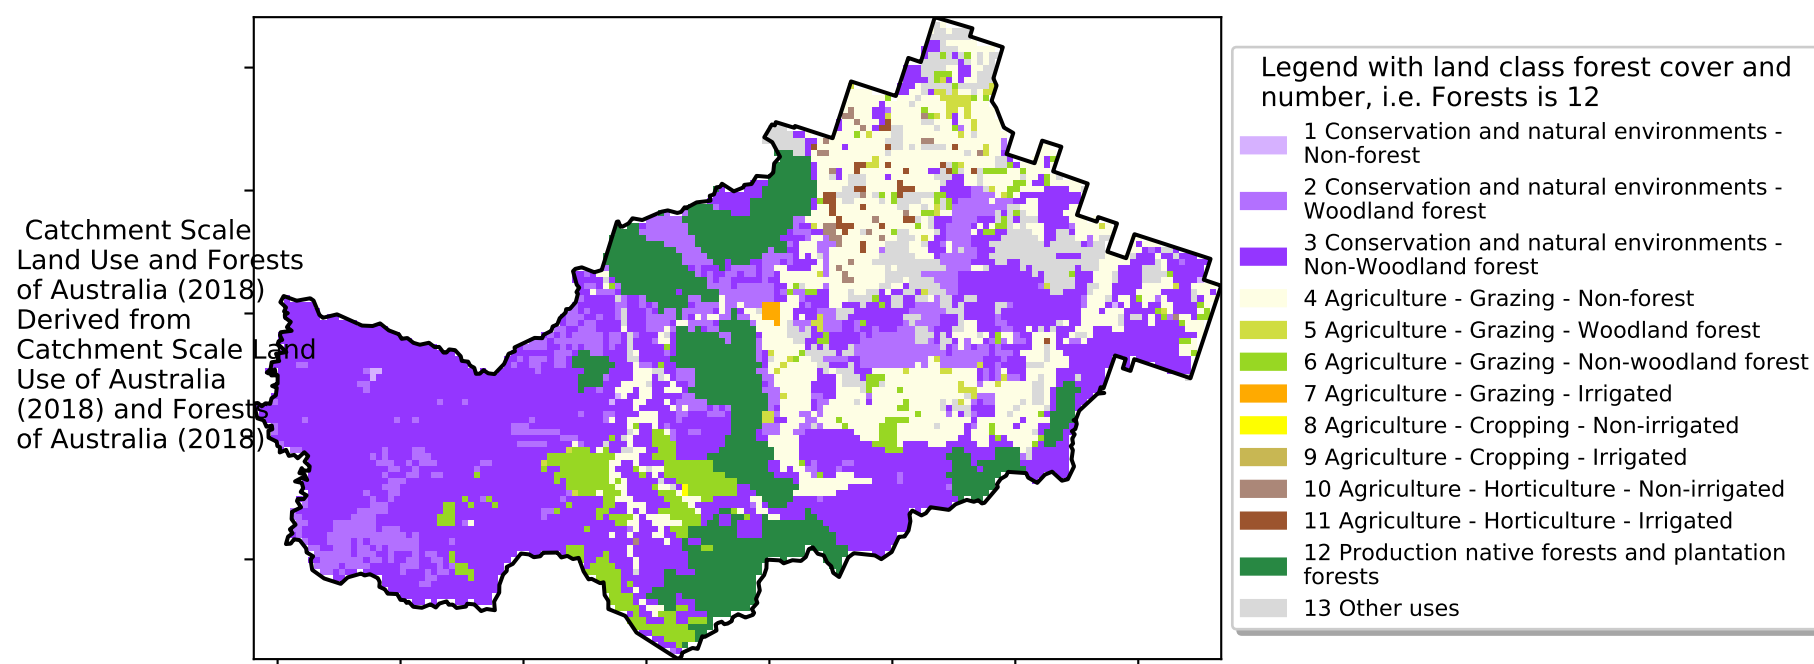 Catchment Scale
Land Use and Forests
of Australia (2018)
Derived from
Catchment Scale Land
Use of Australia
(2018) and Forests
of Australia (2018)
Legend with land class forest cover and
number, i.e. Forests is 12
1 Conservation and natural environments -
Non-forest
2 Conservation and natural environments -
Woodland forest
3 Conservation and natural environments -
Non-Woodland forest
4 Agriculture - Grazing - Non-forest
5 Agriculture - Grazing - Woodland forest
6 Agriculture - Grazing - Non-woodland forest
7 Agriculture - Grazing - Irrigated
8 Agriculture - Cropping - Non-irrigated
9 Agriculture - Cropping - Irrigated
10 Agriculture - Horticulture - Non-irrigated
11 Agriculture - Horticulture - Irrigated
12 Production native forests and plantation
forests
13 Other uses